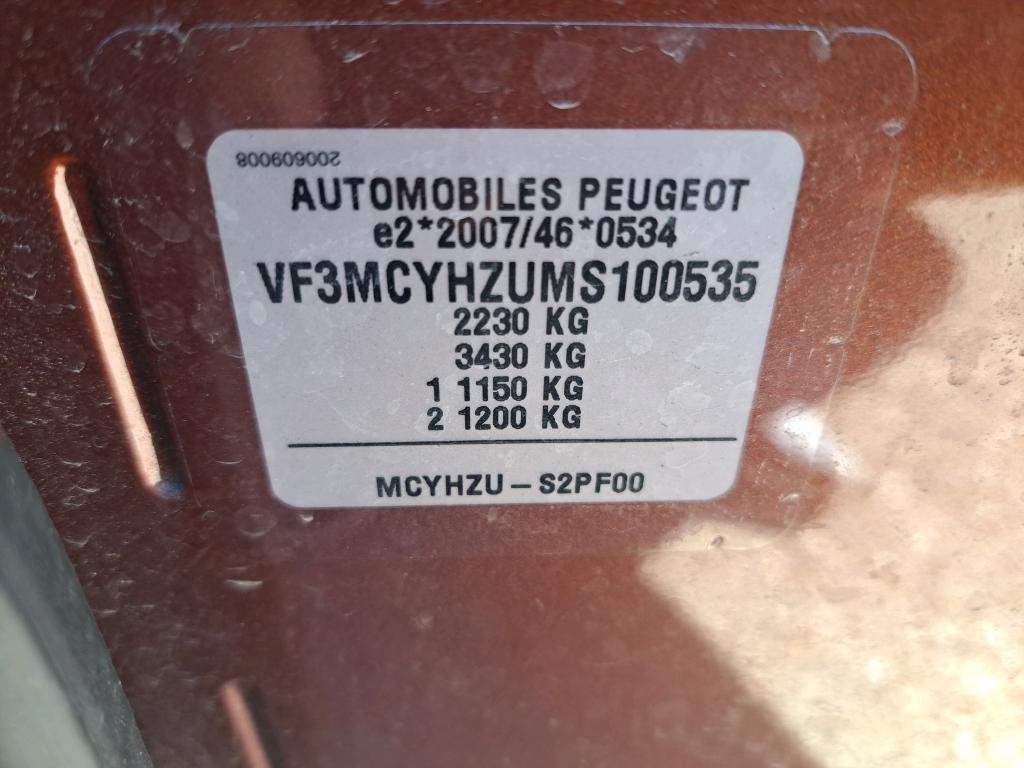 200609008
AUTOMOBILES PEUGEOT
e2*2007/46*0534
VF3MCYHZUMS100535
2230 KG
3430 KG
1 1150 KG
2 1200 KG
MCYHZU – S2PF00